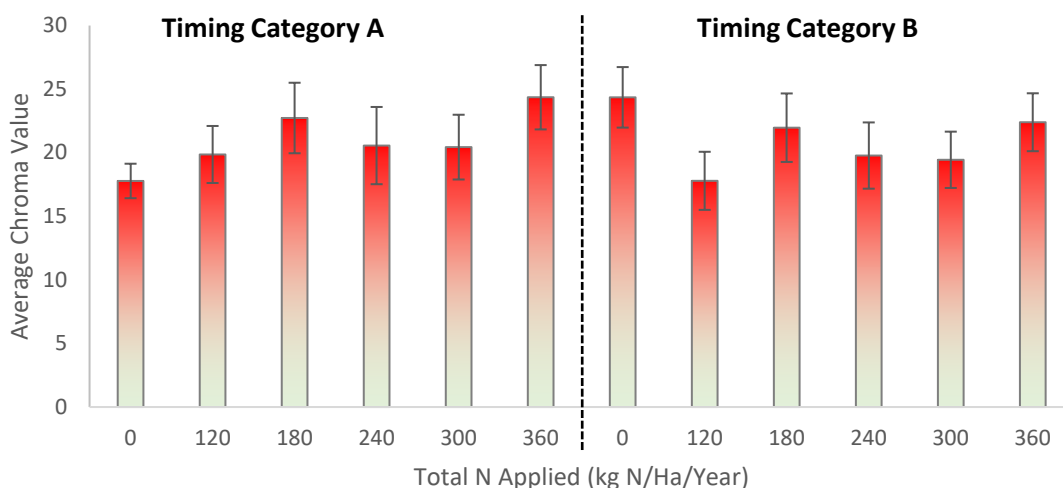 Timing Category A
Timing Category B
30
25
20
15
10
5
0
Average Chroma Value
0 120 180 240 300 360 0 120 180 240 300 360
Total N Applied (kg N/Ha/Year)